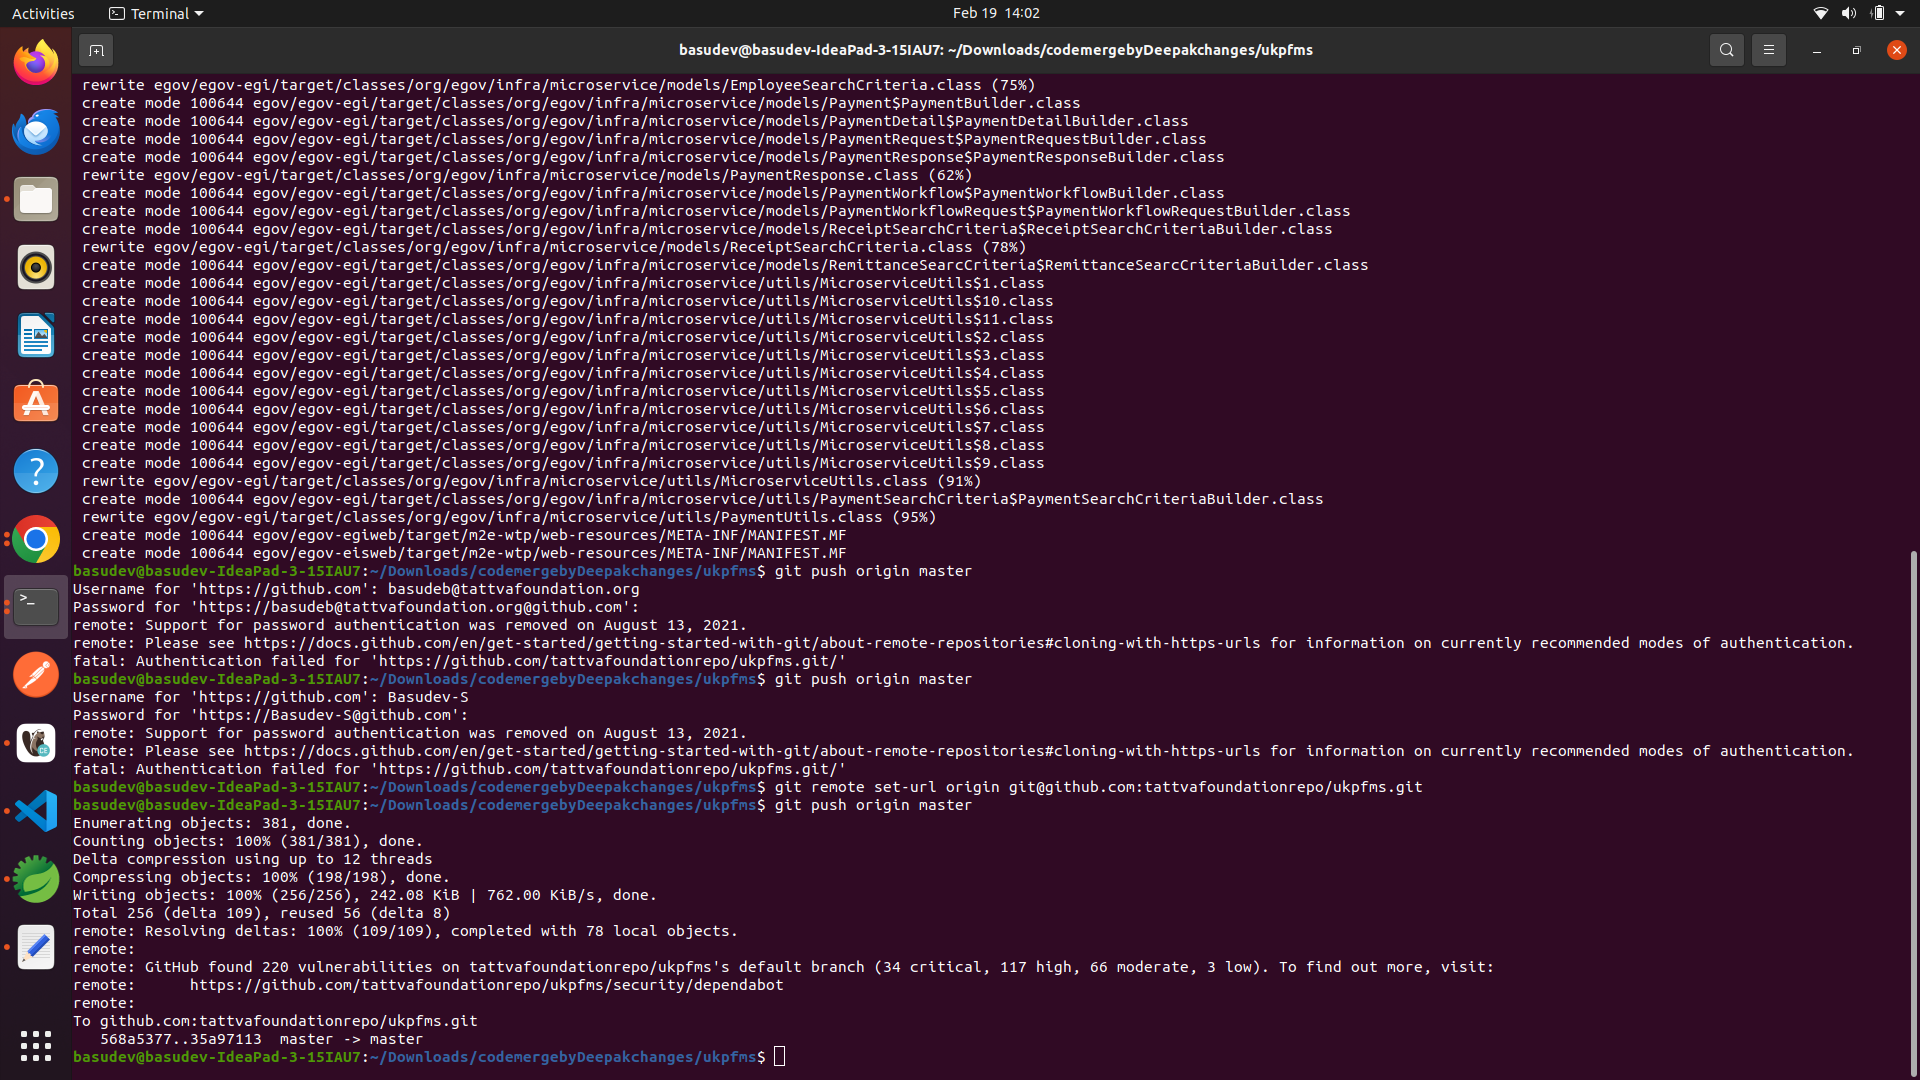 Activities
Terminal
Feb 19 14:02
basudev@basudev-IdeaPad-3-15IAU7: ~/Downloads/codemergebyDeepakchanges/ukpfms
rewrite egov/egov-egi/target/classes/org/egov/infra/microservice/models/EmployeeSearchCriteria.class (75%)
create mode 100644 egov/egov-egi/target/classes/org/egov/infra/microservice/models/Payment$PaymentBuilder.class
create mode 100644 egov/egov-egi/target/classes/org/egov/infra/microservice/models/PaymentDetail$PaymentDetailBuilder.class
create mode 100644 egov/egov-egi/target/classes/org/egov/infra/microservice/models/PaymentRequest$PaymentRequestBuilder.class
create mode 100644 egov/egov-egi/target/classes/org/egov/infra/microservice/models/PaymentResponse$PaymentResponseBuilder.class
rewrite egov/egov-egi/target/classes/org/egov/infra/microservice/models/PaymentResponse.class (62%)
create mode 100644 egov/egov-egi/target/classes/org/egov/infra/microservice/models/PaymentWorkflow$PaymentWorkflowBuilder.class
create mode 100644 egov/egov-egi/target/classes/org/egov/infra/microservice/models/PaymentWorkflowRequest$PaymentWorkflowRequestBuilder.class
create mode 100644 egov/egov-egi/target/classes/org/egov/infra/microservice/models/ReceiptSearchCriteria$ReceiptSearchCriteriaBuilder.class
rewrite egov/egov-egi/target/classes/org/egov/infra/microservice/models/ReceiptSearchCriteria.class (78%)
create mode 100644 egov/egov-egi/target/classes/org/egov/infra/microservice/models/RemittanceSearcCriteria$RemittanceSearcCriteriaBuilder.class
create mode 100644 egov/egov-egi/target/classes/org/egov/infra/microservice/utils/MicroserviceUtils$1.class
create mode 100644 egov/egov-egi/target/classes/org/egov/infra/microservice/utils/MicroserviceUtils$10.class
create mode 100644 egov/egov-egi/target/classes/org/egov/infra/microservice/utils/MicroserviceUtils$11.class
create mode 100644 egov/egov-egi/target/classes/org/egov/infra/microservice/utils/MicroserviceUtils$2.class
create mode 100644 egov/egov-egi/target/classes/org/egov/infra/microservice/utils/MicroserviceUtils$3.class
create mode 100644 egov/egov-egi/target/classes/org/egov/infra/microservice/utils/MicroserviceUtils$4.class
create mode 100644 egov/egov-egi/target/classes/org/egov/infra/microservice/utils/MicroserviceUtils$5.class
create mode 100644 egov/egov-egi/target/classes/org/egov/infra/microservice/utils/MicroserviceUtils$6.class
create mode 100644 egov/egov-egi/target/classes/org/egov/infra/microservice/utils/MicroserviceUtils$7.class
create mode 100644 egov/egov-egi/target/classes/org/egov/infra/microservice/utils/MicroserviceUtils$8.class
create mode 100644 egov/egov-egi/target/classes/org/egov/infra/microservice/utils/MicroserviceUtils$9.class
rewrite egov/egov-egi/target/classes/org/egov/infra/microservice/utils/MicroserviceUtils.class (91%)
create mode 100644 egov/egov-egi/target/classes/org/egov/infra/microservice/utils/PaymentSearchCriteria$PaymentSearchCriteriaBuilder.class
rewrite egov/egov-egi/target/classes/org/egov/infra/microservice/utils/PaymentUtils.class (95%)
create mode 100644 egov/egov-egiweb/target/m2e-wtp/web-resources/META-INF/MANIFEST.MF
create mode 100644 egov/egov-eisweb/target/m2e-wtp/web-resources/META-INF/MANIFEST.MF
basudev@basudev-IdeaPad-3-15IAU7:~/Downloads/codemergebyDeepakchanges/ukpfms$ git push origin master
Username for 'https://github.com': basudeb@tattvafoundation.org
Password for 'https://basudeb@tattvafoundation.org@github.com':
remote: Support for password authentication was removed on August 13, 2021.
remote: Please see https://docs.github.com/en/get-started/getting-started-with-git/about-remote-repositories#cloning-with-https-urls for information on currently recommended modes of authentication.
fatal: Authentication failed for 'https://github.com/tattvafoundationrepo/ukpfms.git/'
basudev@basudev-IdeaPad-3-15IAU7:~/Downloads/codemergebyDeepakchanges/ukpfms$ git push origin master
Username for 'https://github.com': Basudev-S
Password for 'https://Basudev-S@github.com':
remote: Support for password authentication was removed on August 13, 2021.
remote: Please see https://docs.github.com/en/get-started/getting-started-with-git/about-remote-repositories#cloning-with-https-urls for information on currently recommended modes of authentication.
fatal: Authentication failed for 'https://github.com/tattvafoundationrepo/ukpfms.git/'
basudev@basudev-IdeaPad-3-15IAU7:~/Downloads/codemergebyDeepakchanges/ukpfms$ git remote set-url origin git@github.com:tattvafoundationrepo/ukpfms.git
basudev@basudev-IdeaPad-3-15IAU7:~/Downloads/codemergebyDeepakchanges/ukpfms$ git push origin master
Enumerating objects: 381, done.
Counting objects: 100% (381/381), done.
Delta compression using up to 12 threads
Compressing objects: 100% (198/198), done.
Writing objects: 100% (256/256), 242.08 KiB | 762.00 KiB/s, done.
Total 256 (delta 109), reused 56 (delta 8)
remote: Resolving deltas: 100% (109/109), completed with 78 local objects.
remote:
remote: GitHub found 220 vulnerabilities on tattvafoundationrepo/ukpfms's default branch (34 critical, 117 high, 66 moderate, 3 low). To find out more, visit:
remote:      https://github.com/tattvafoundationrepo/ukpfms/security/dependabot
remote:
To github.com:tattvafoundationrepo/ukpfms.git
   568a5377..35a97113  master -> master
basudev@basudev-IdeaPad-3-15IAU7:~/Downloads/codemergebyDeepakchanges/ukpfms$